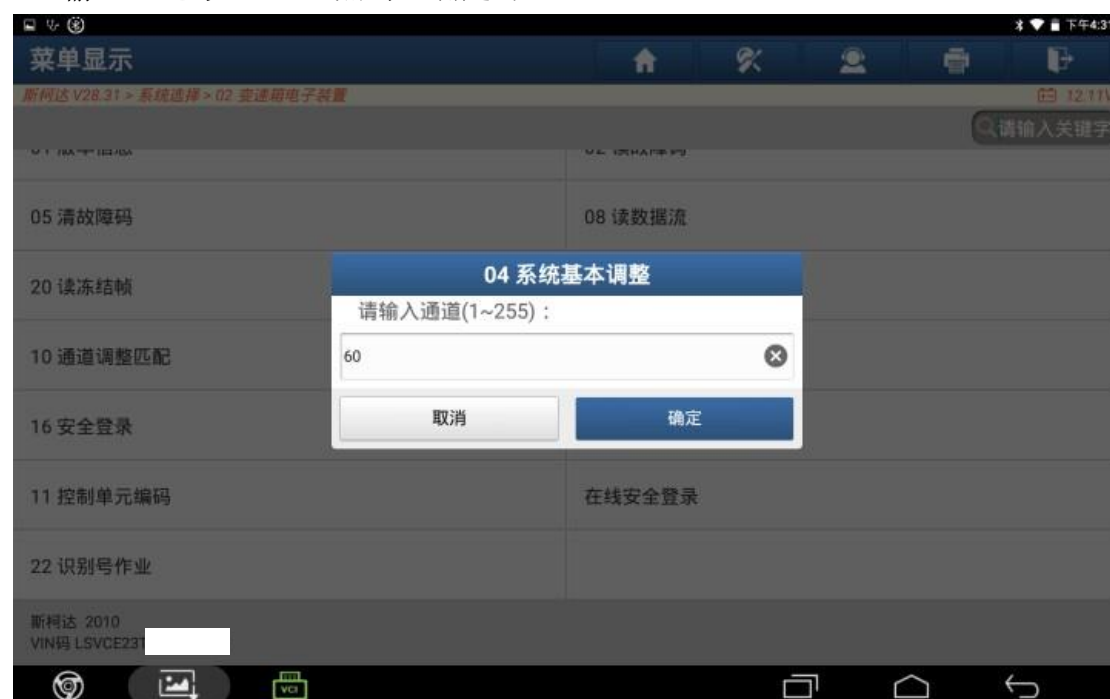 下午4:31
菜单显示
斯柯达 V28.31 > 系统选择 > 02 变速箱电子装置
12.11V
请输入关键字
05 清故障码
08 读数据流
04 系统基本调整
20 读冻结帧
请输入通道(1~255)：
60
10 通道调整匹配
取消
确定
16 安全登录
11 控制单元编码
在线安全登录
22 识别号作业
斯柯达 2010
VIN码 LSVCE23T
VCI